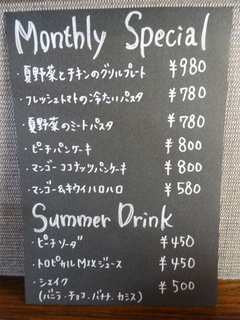 Monthly Special
・夏野菜とチキンのグリルプレート ¥980
・フレッシュトマトの冷たいパスタ ¥780
・夏野菜のミートパスタ ¥780
・ピーチパンケーキ ¥800
・マンゴーココナッツパンケーキ ¥800
・マンゴー&キウイハロハロ ¥580
Summer Drink
・ピーチソーダ ¥450
・トロピカルMIXジュース ¥450
・シェイク ¥500
(バニラ・チョコ・バナナ・カシス)